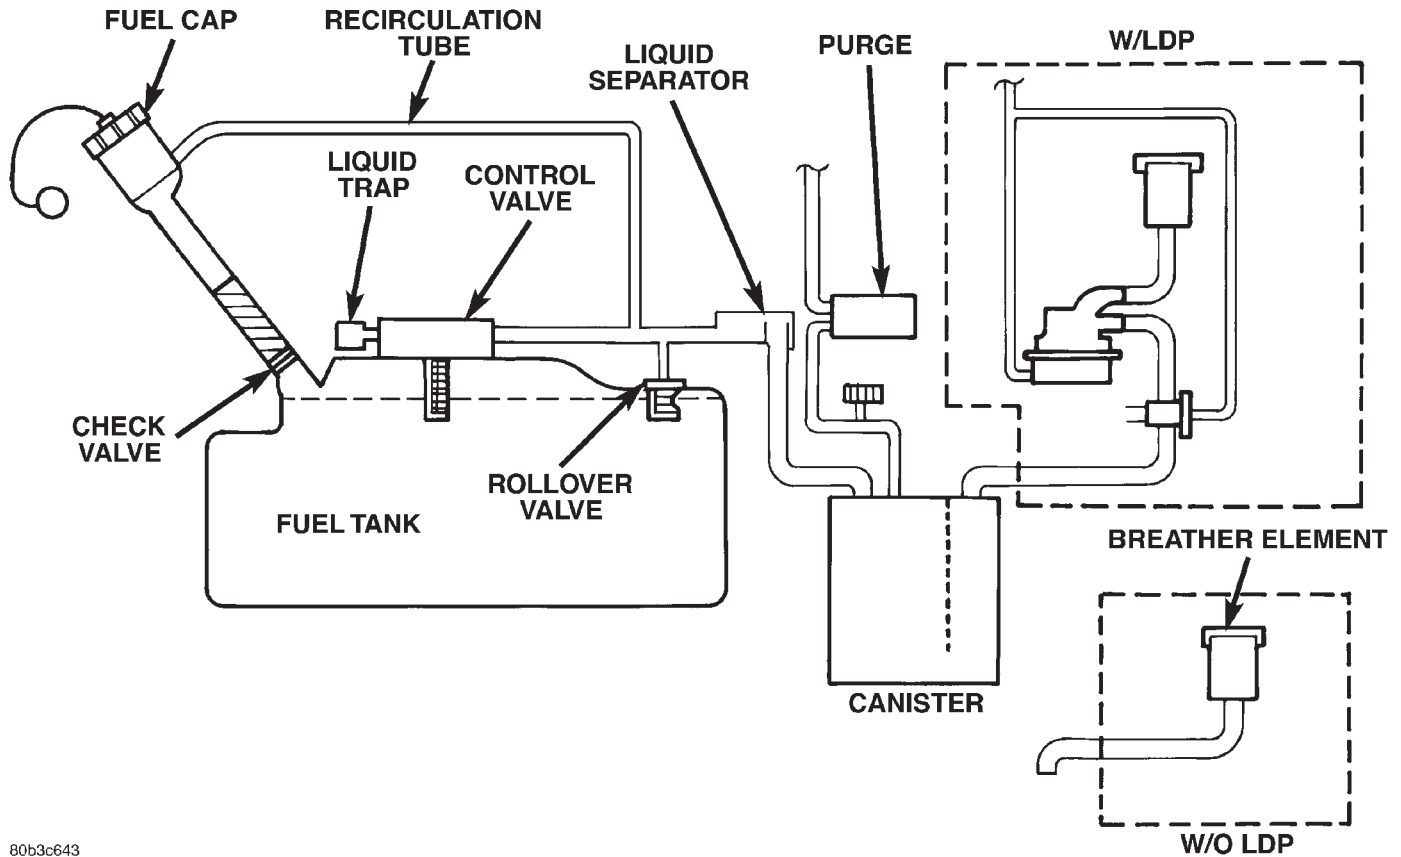 FUEL CAP
RECIRCULATION
TUBE
LIQUID
SEPARATOR
PURGE
W/LDP
LIQUID
TRAP
CONTROL
VALVE
CHECK
VALVE
ROLLOVER
VALVE
FUEL TANK
BREATHER ELEMENT
CANISTER
W/O LDP
80b3c643